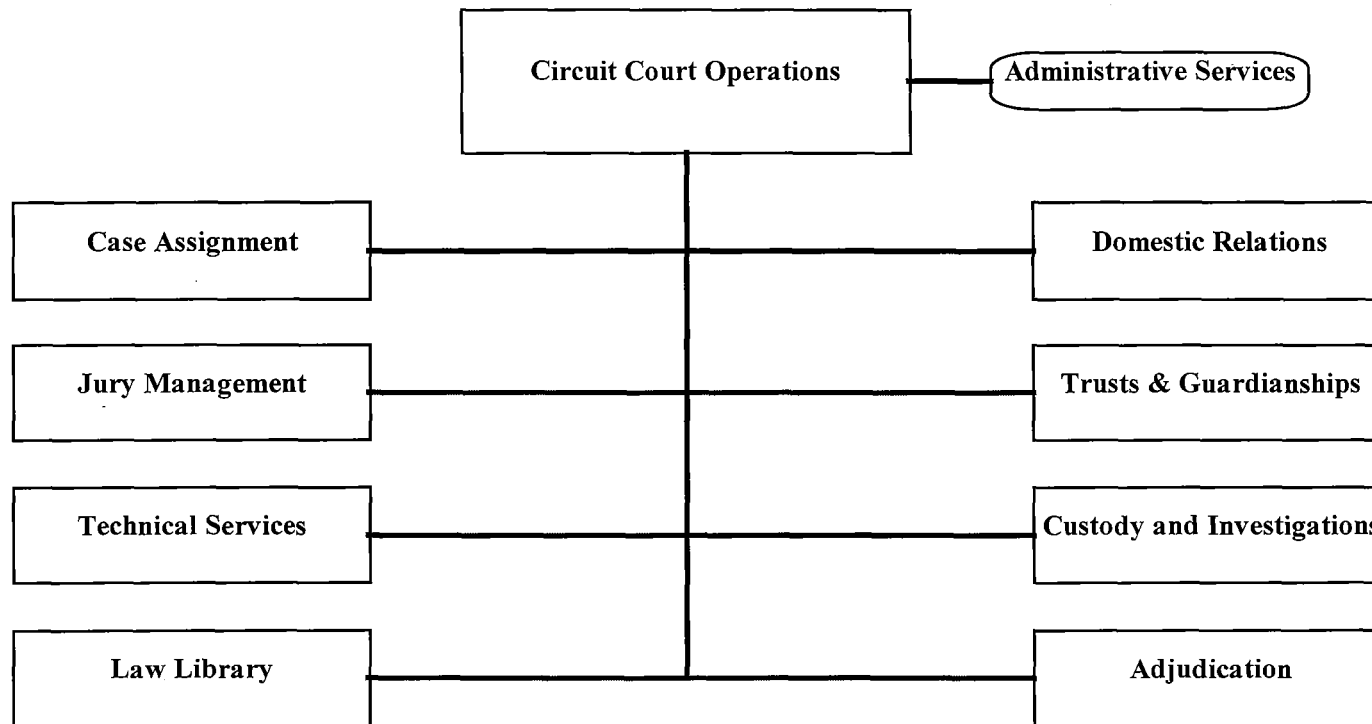 Circuit Court Operations
Administrative Services
Case Assignment
Domestic Relations
Jury Management
Trusts & Guardianships
Technical Services
Custody and Investigations
Law Library
Adjudication